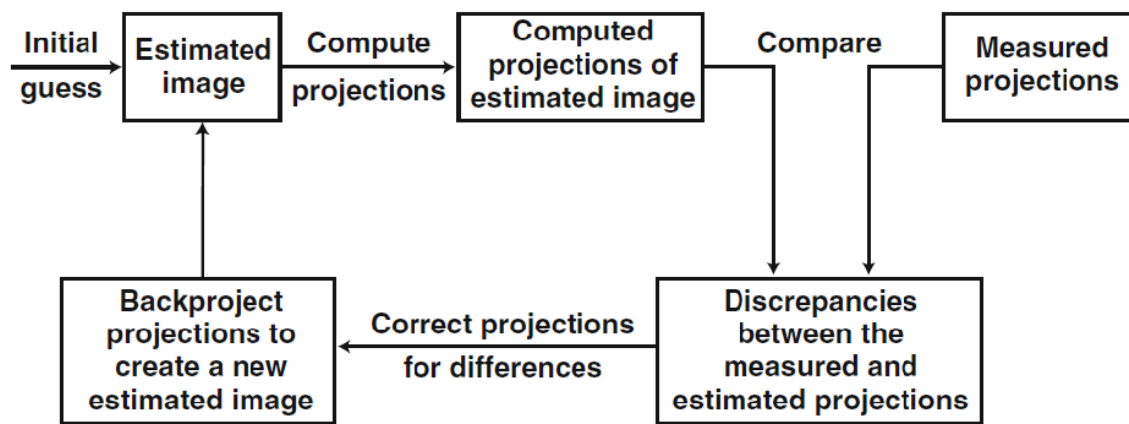 Initial
guess
Estimated
image
Compute
projections
Computed
projections of
estimated image
Compare
Measured
projections
Backproject
projections to
create a new
estimated image
Correct projections
for differences
Discrepancies
between the
measured and
estimated projections